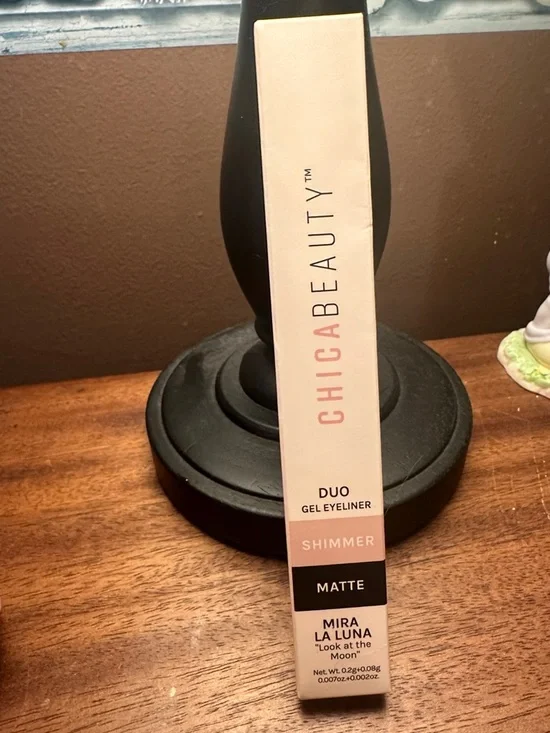 CHICABEAUTY™
DUO
GEL EYELINER
SHIMMER
MATTE
MIRA
LA LUNA
"Look at the
Moon"
Net. Wt. 0.2g+0.08g
0.007oz.+0.002oz.